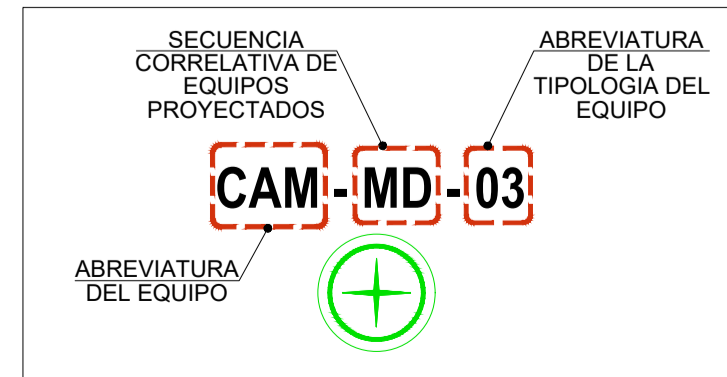 SECUENCIA
CORRELATIVA DE
EQUIPOS
PROYECTADOS
ABREVIATURA
DE LA
TIPOLOGIA DEL
EQUIPO
CAM-MD-03
ABREVIATURA
DEL EQUIPO